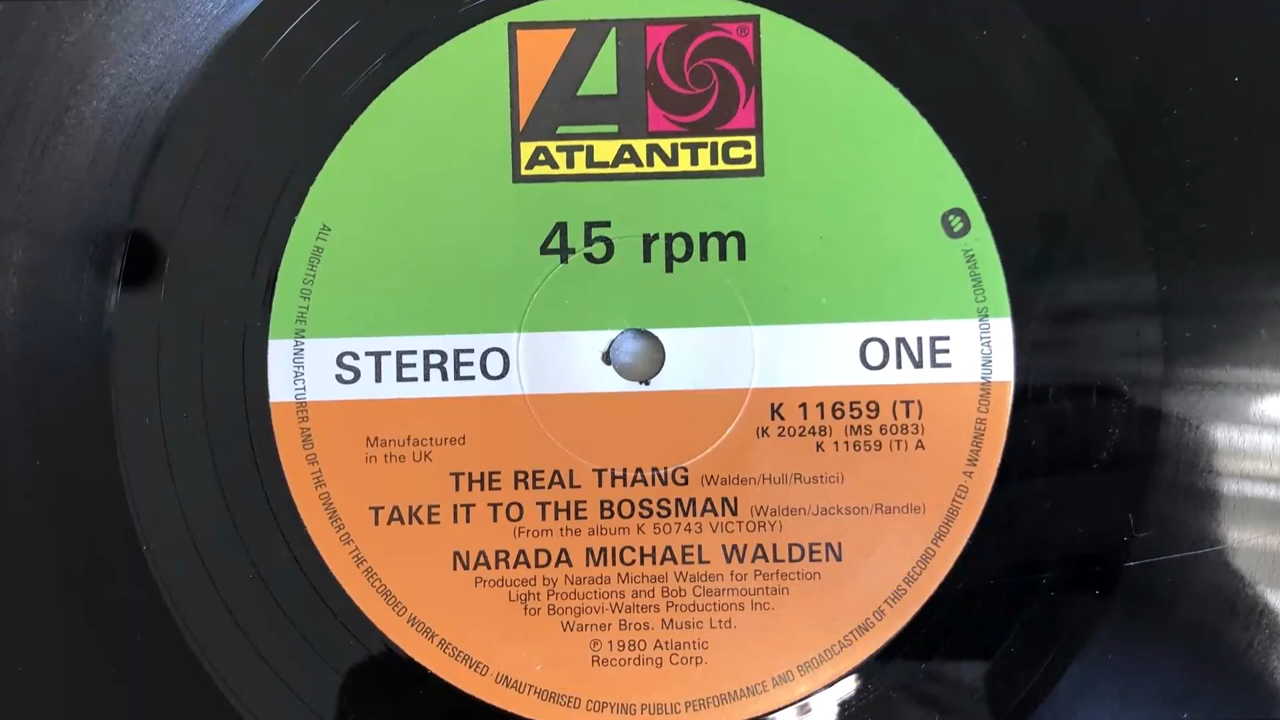 ATLANTIC
®
45 rpm
STEREO
ONE
K 11659 (T)
(K 20248) (MS 6083)
K 11659 (T) A
Manufactured
in the UK
THE REAL THANG (Walden/Hull/Rustici)
TAKE IT TO THE BOSSMAN (Walden/Jackson/Randle)
(From the album K 50743 VICTORY)
NARADA MICHAEL WALDEN
Produced by Narada Michael Walden for Perfection
Light Productions and Bob Clearmountain
for Bongiovi-Walters Productions Inc.
Warner Bros. Music Ltd.
℗ 1980 Atlantic
Recording Corp.
ALL RIGHTS OF THE MANUFACTURER AND OF THE OWNER OF THE RECORDED WORK RESERVED · UNAUTHORISED COPYING PUBLIC PERFORMANCE AND BROADCASTING OF THIS RECORD PROHIBITED · A WARNER COMMUNICATIONS COMPANY ·